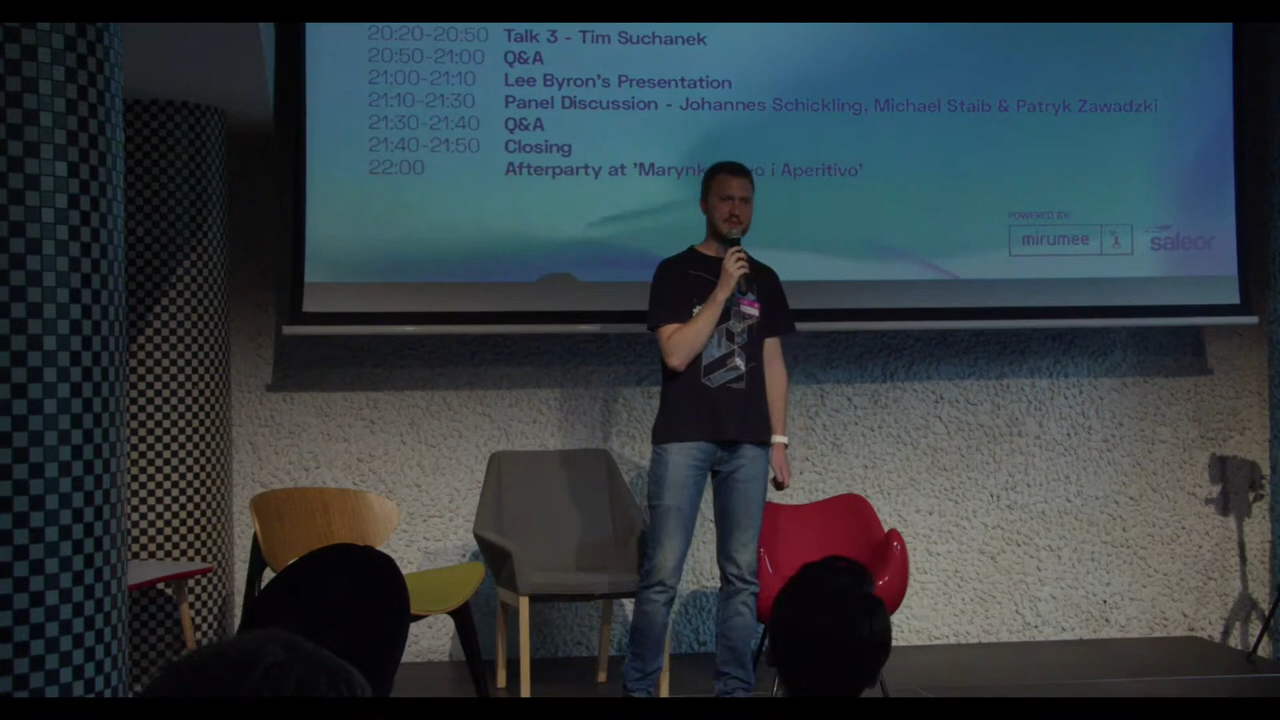 20:20-20:50 Talk 3 - Tim Suchanek
20:50-21:00 Q&A
21:00-21:10 Lee Byron's Presentation
21:10-21:30 Panel Discussion - Johannes Schickling, Michael Staib & Patryk Zawadzki
21:30-21:40 Q&A
21:40-21:50 Closing
22:00 Afterparty at 'Marynk o i Aperitivo'
POWERED BY:
mirumee saleor